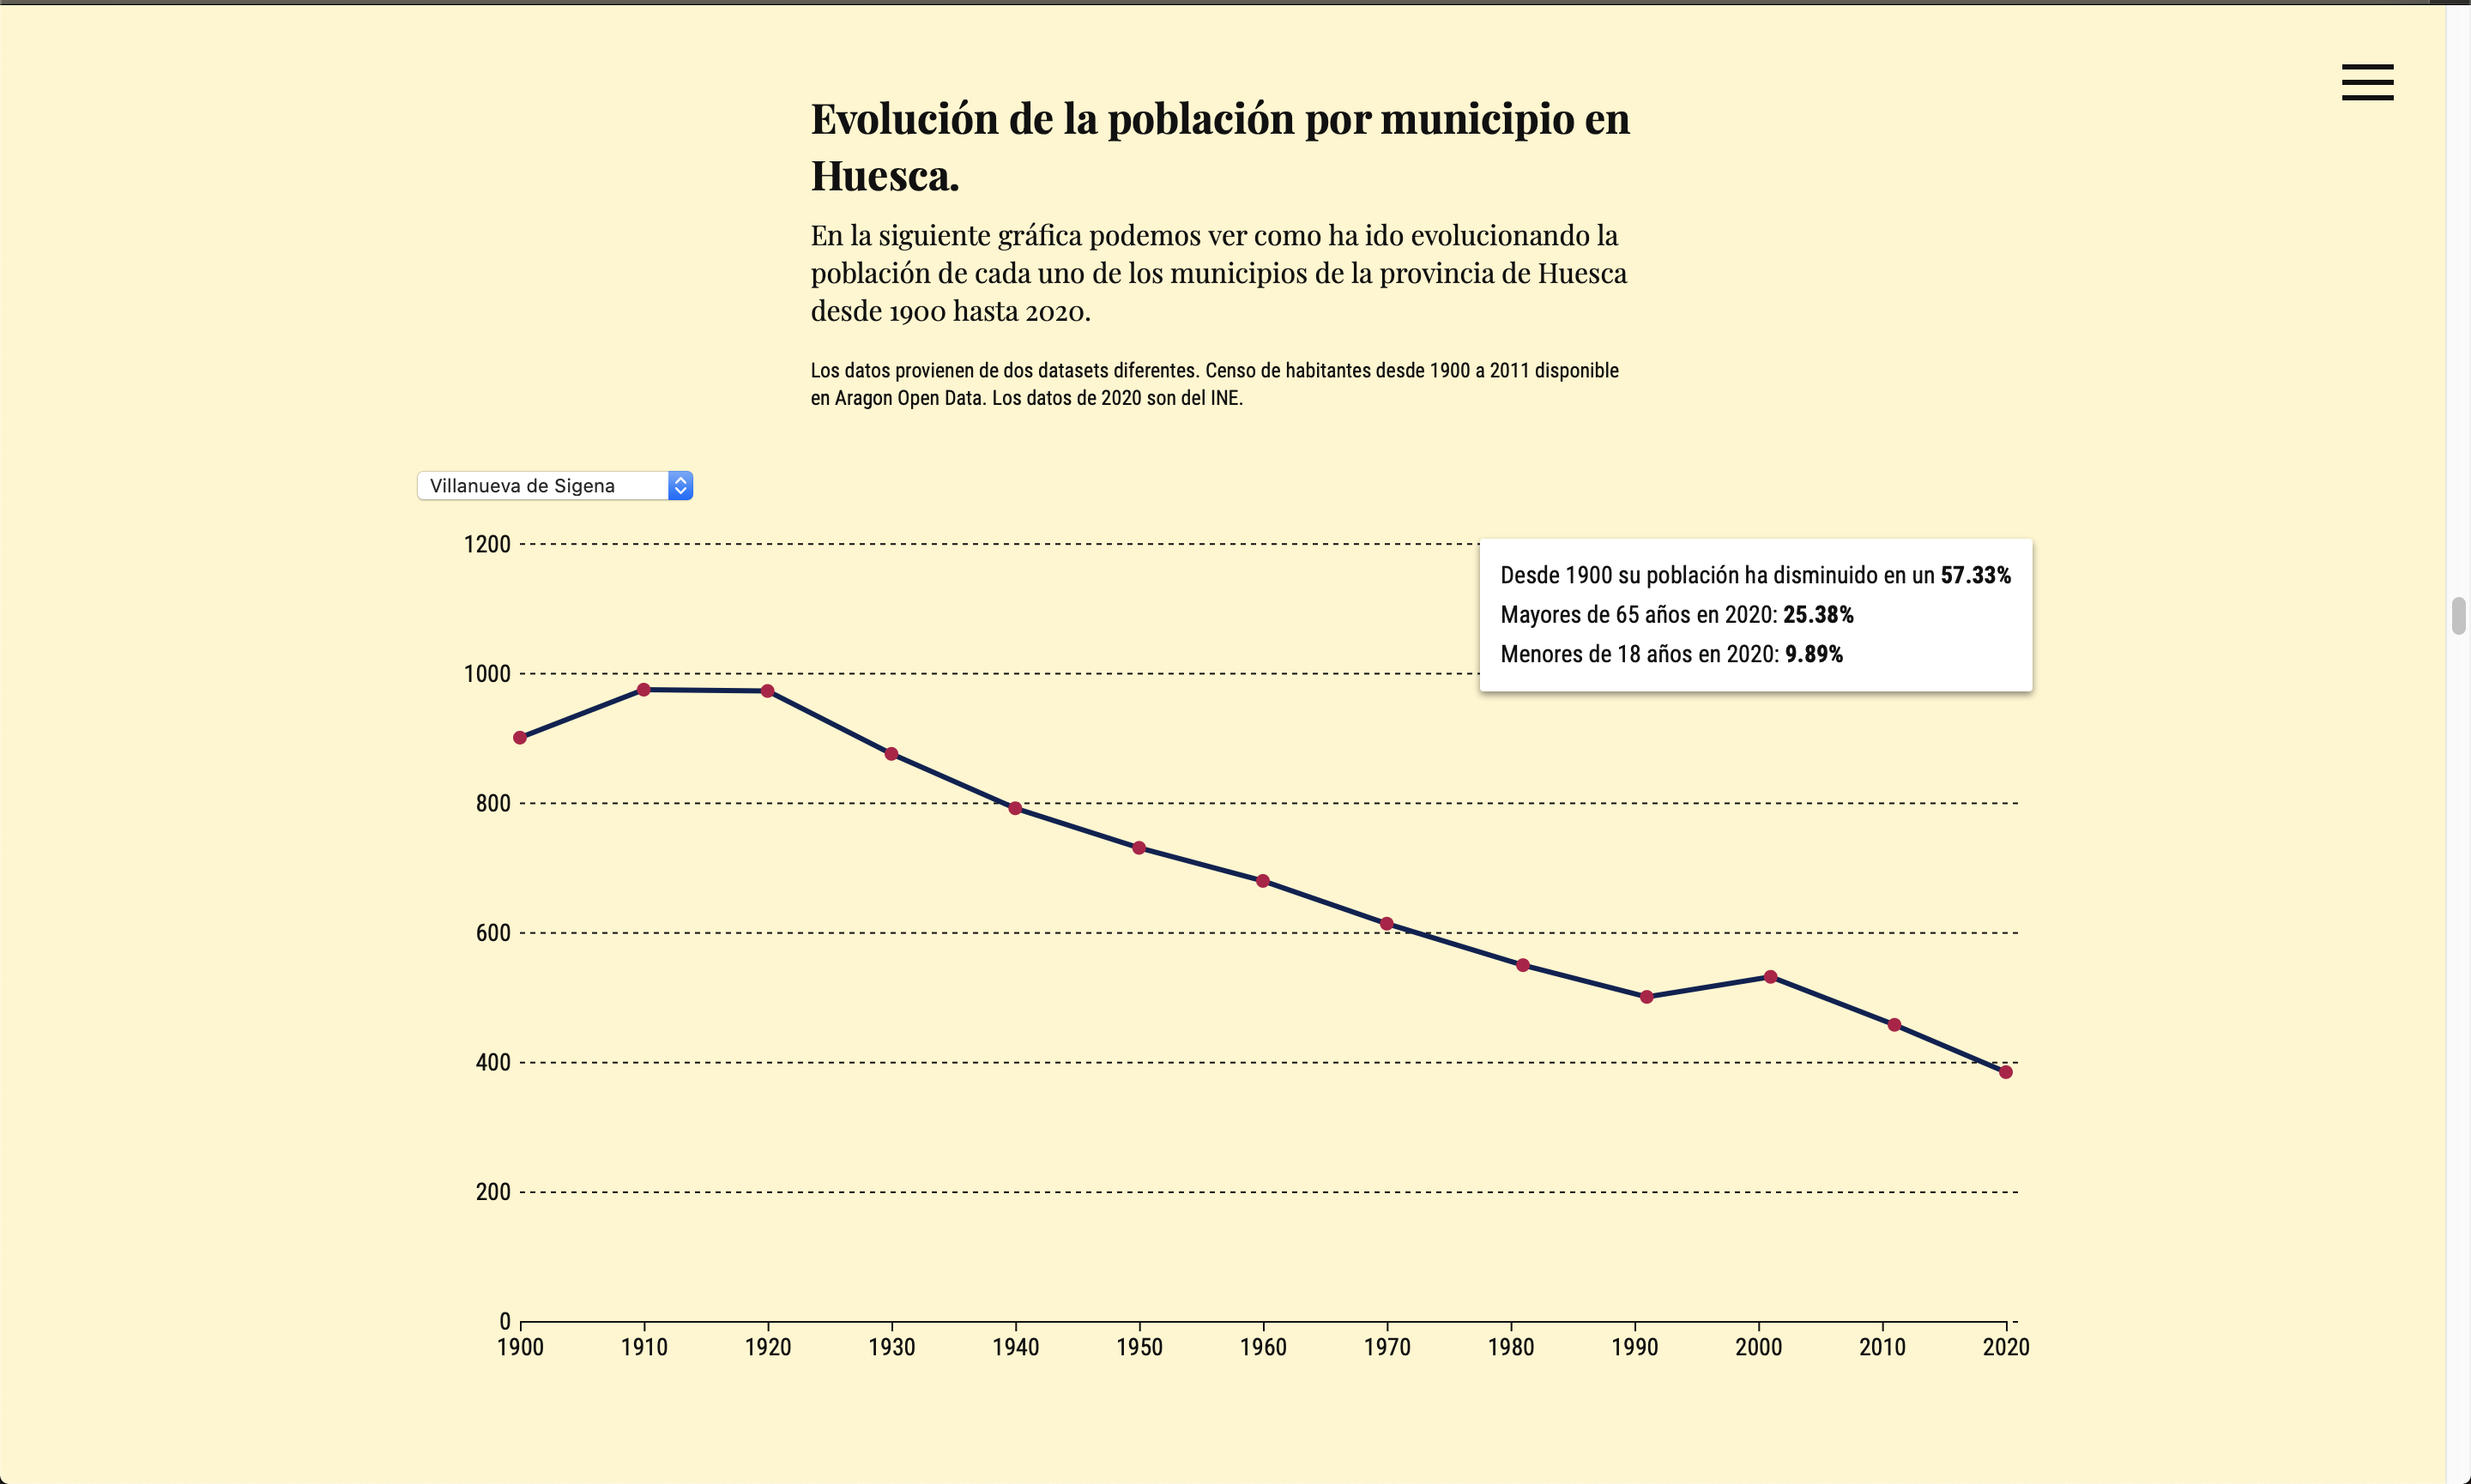 Evolución de la población por municipio en
Huesca.
En la siguiente gráfica podemos ver como ha ido evolucionando la
población de cada uno de los municipios de la provincia de Huesca
desde 1900 hasta 2020.
Los datos provienen de dos datasets diferentes. Censo de habitantes desde 1900 a 2011 disponible
en Aragon Open Data. Los datos de 2020 son del INE.
Villanueva de Sigena
Desde 1900 su población ha disminuido en un 57.33%
Mayores de 65 años en 2020: 25.38%
Menores de 18 años en 2020: 9.89%
1200
1000
800
600
400
200
0
1900 1910 1920 1930 1940 1950 1960 1970 1980 1990 2000 2010 2020